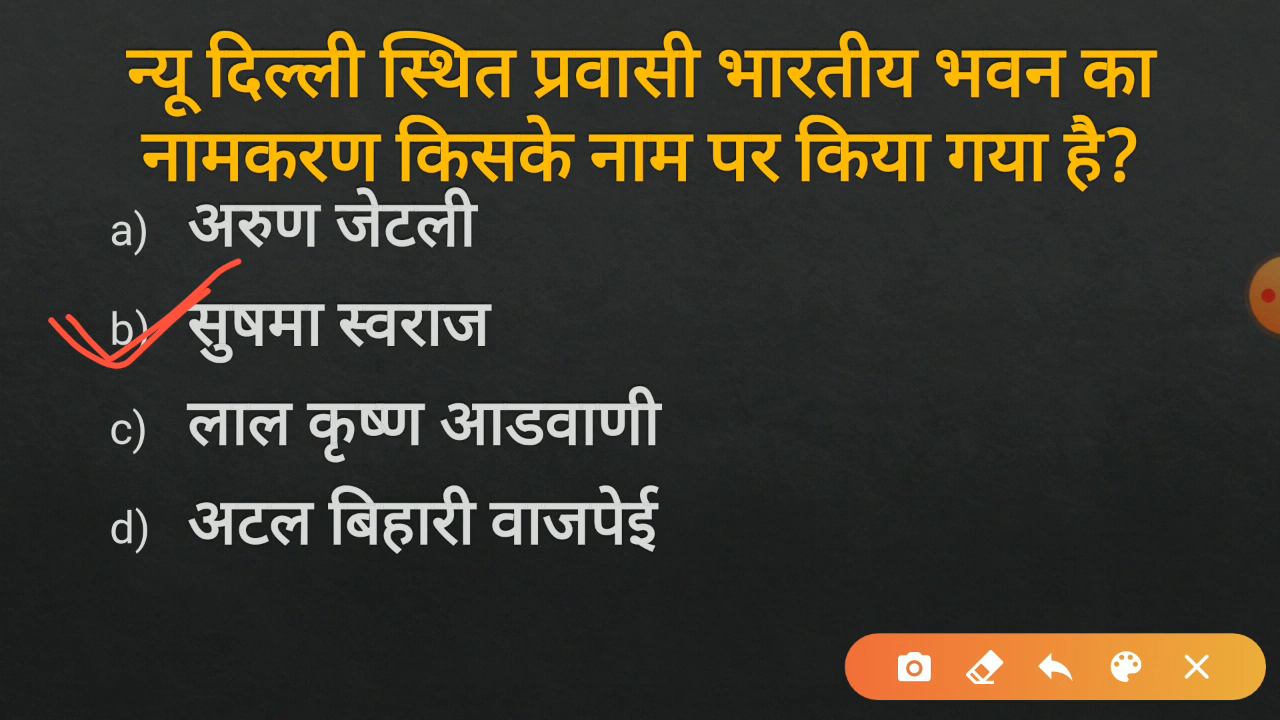 न्यू दिल्ली स्थित प्रवासी भारतीय भवन का
नामकरण किसके नाम पर किया गया है?
a) अरुण जेटली
b) सुषमा स्वराज
c) लाल कृष्ण आडवाणी
d) अटल बिहारी वाजपेई